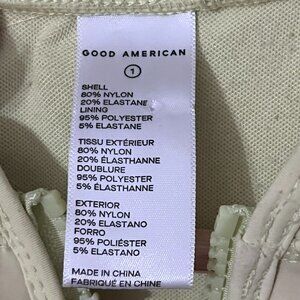 GOOD AMERICAN
1
SHELL
80% NYLON
20% ELASTANE
LINING
95% POLYESTER
5% ELASTANE
TISSU EXTÉRIEUR
80% NYLON
20% ÉLASTHANNE
DOUBLURE
95% POLYESTER
5% ÉLASTHANNE
EXTERIOR
80% NYLON
20% ELASTANO
FORRO
95% POLIÉSTER
5% ELASTANO
MADE IN CHINA
FABRIQUÉ EN CHINE